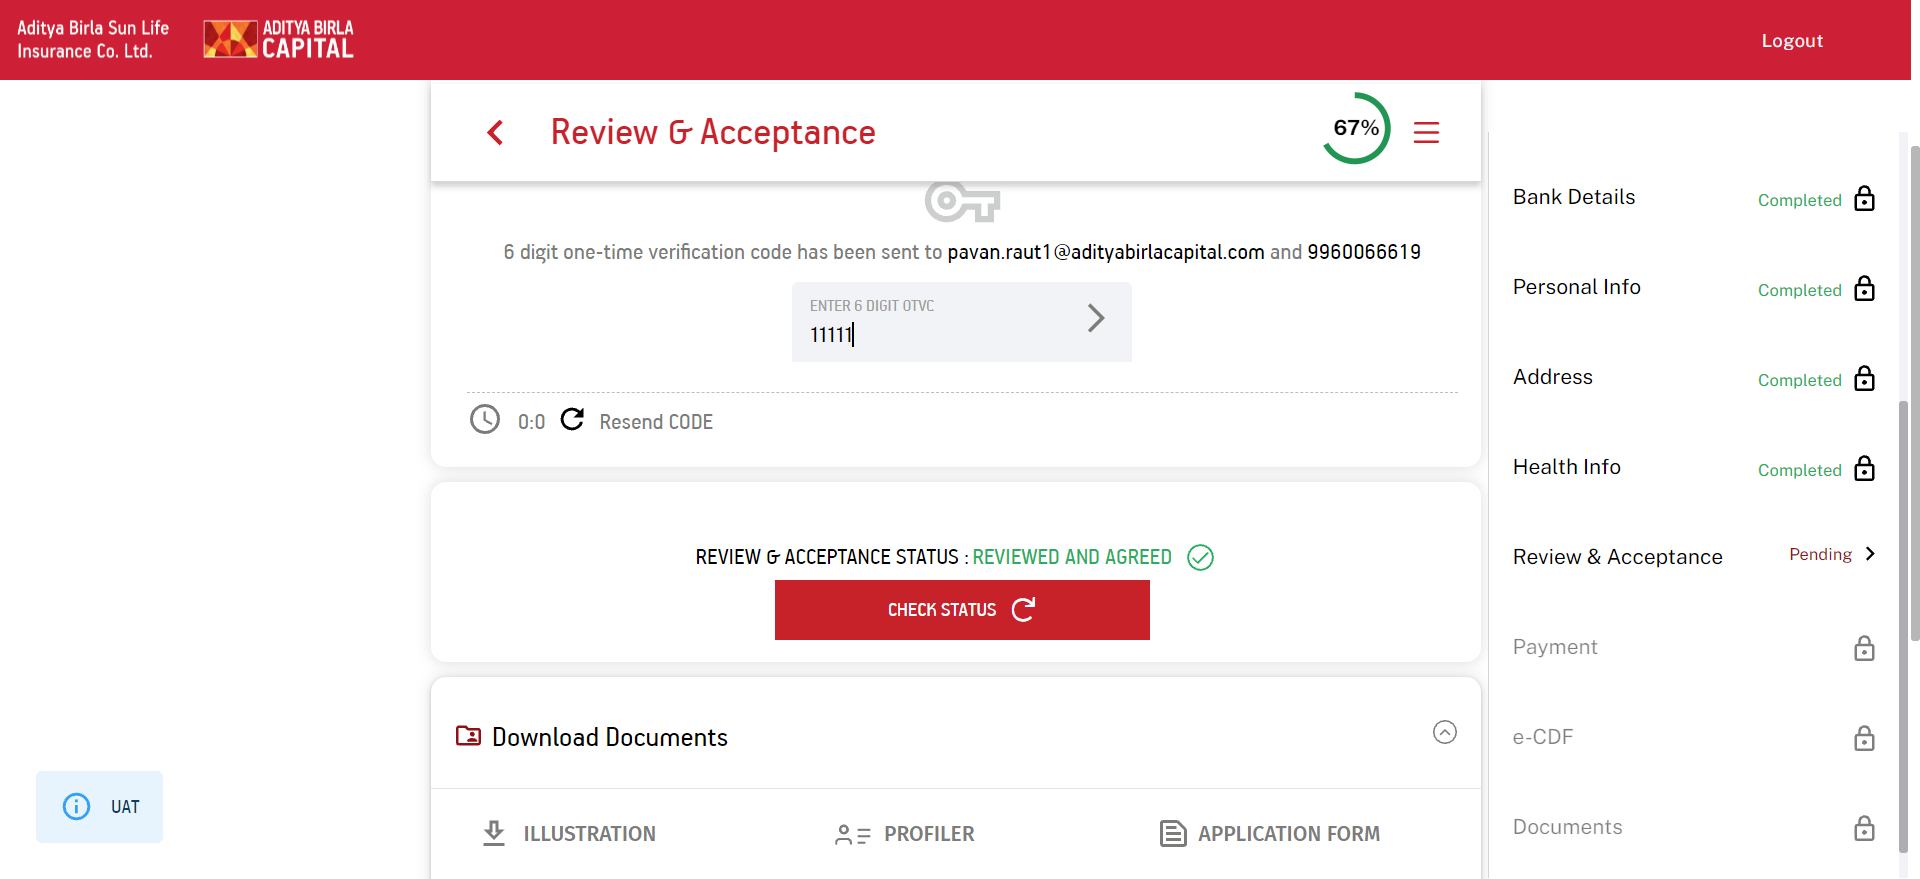 Aditya Birla Sun Life
Insurance Co. Ltd.
ADITYA BIRLA
CAPITAL
Logout
Review & Acceptance
67%
6 digit one-time verification code has been sent to pavan.raut1@adityabirlacapital.com and 9960066619
ENTER 6 DIGIT OTVC
11111
0:0
Resend CODE
REVIEW & ACCEPTANCE STATUS : REVIEWED AND AGREED
CHECK STATUS
Download Documents
ILLUSTRATION
PROFILER
APPLICATION FORM
Bank Details
Completed
Personal Info
Completed
Address
Completed
Health Info
Completed
Review & Acceptance
Pending
Payment
e-CDF
Documents
UAT